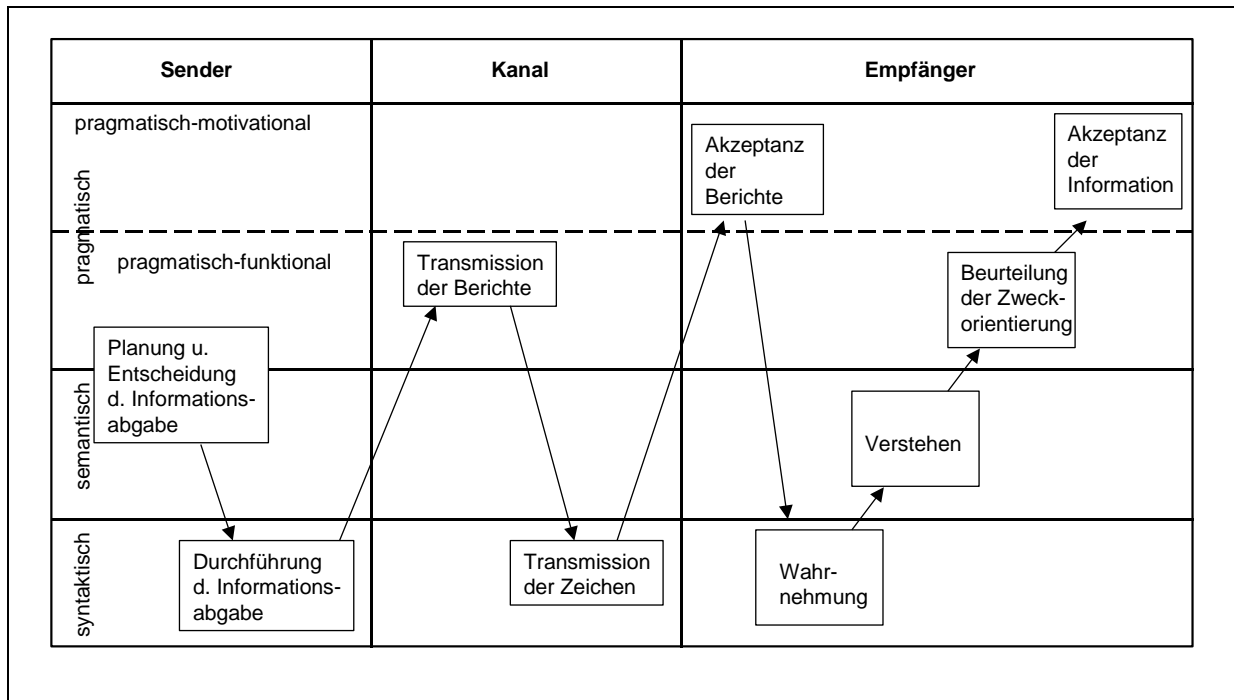 Sender
Kanal
Empfänger
pragmatisch-motivational
pragmatisch
pragmatisch-funktional
semantisch
syntaktisch
Planung u.
Entscheidung
d. Informations-
abgabe
Durchführung
d. Informations-
abgabe
Transmission
der Berichte
Transmission
der Zeichen
Akzeptanz
der
Berichte
Wahr-
nehmung
Verstehen
Beurteilung
der Zweck-
orientierung
Akzeptanz
der
Information